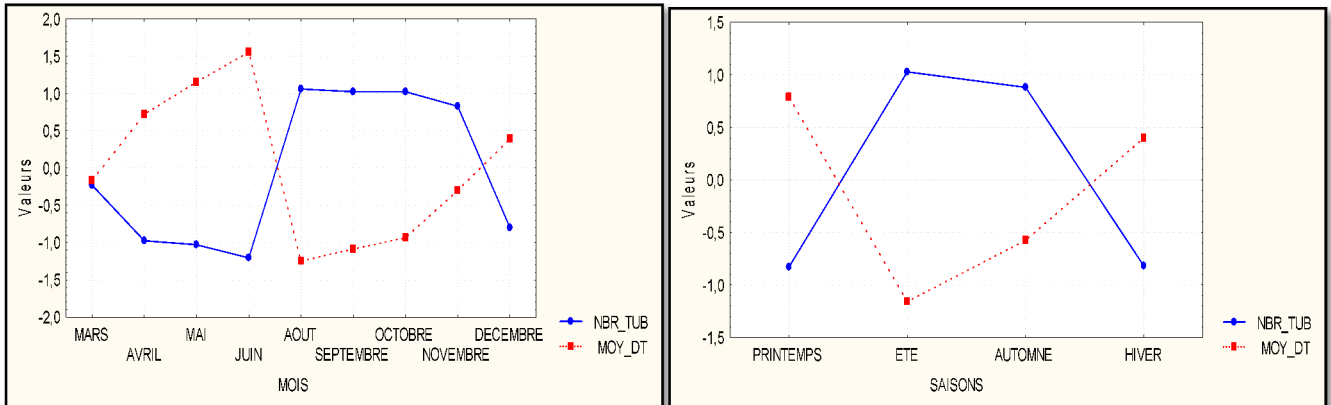 2,0
1,5
1,0
0,5
0,0
-0,5
-1,0
-1,5
-2,0
Valeurs
MARS
AVRIL
MAI
JUIN
AOUT
SEPTEMBRE
OCTOBRE
NOVEMBRE
DECEMBRE
MOIS
NBR_TUB
MOY_DT
1,5
1,0
0,5
0,0
-0,5
-1,0
-1,5
Valeurs
PRINTEMPS
ETE
AUTOMNE
HIVER
SAISONS
NBR_TUB
MOY_DT